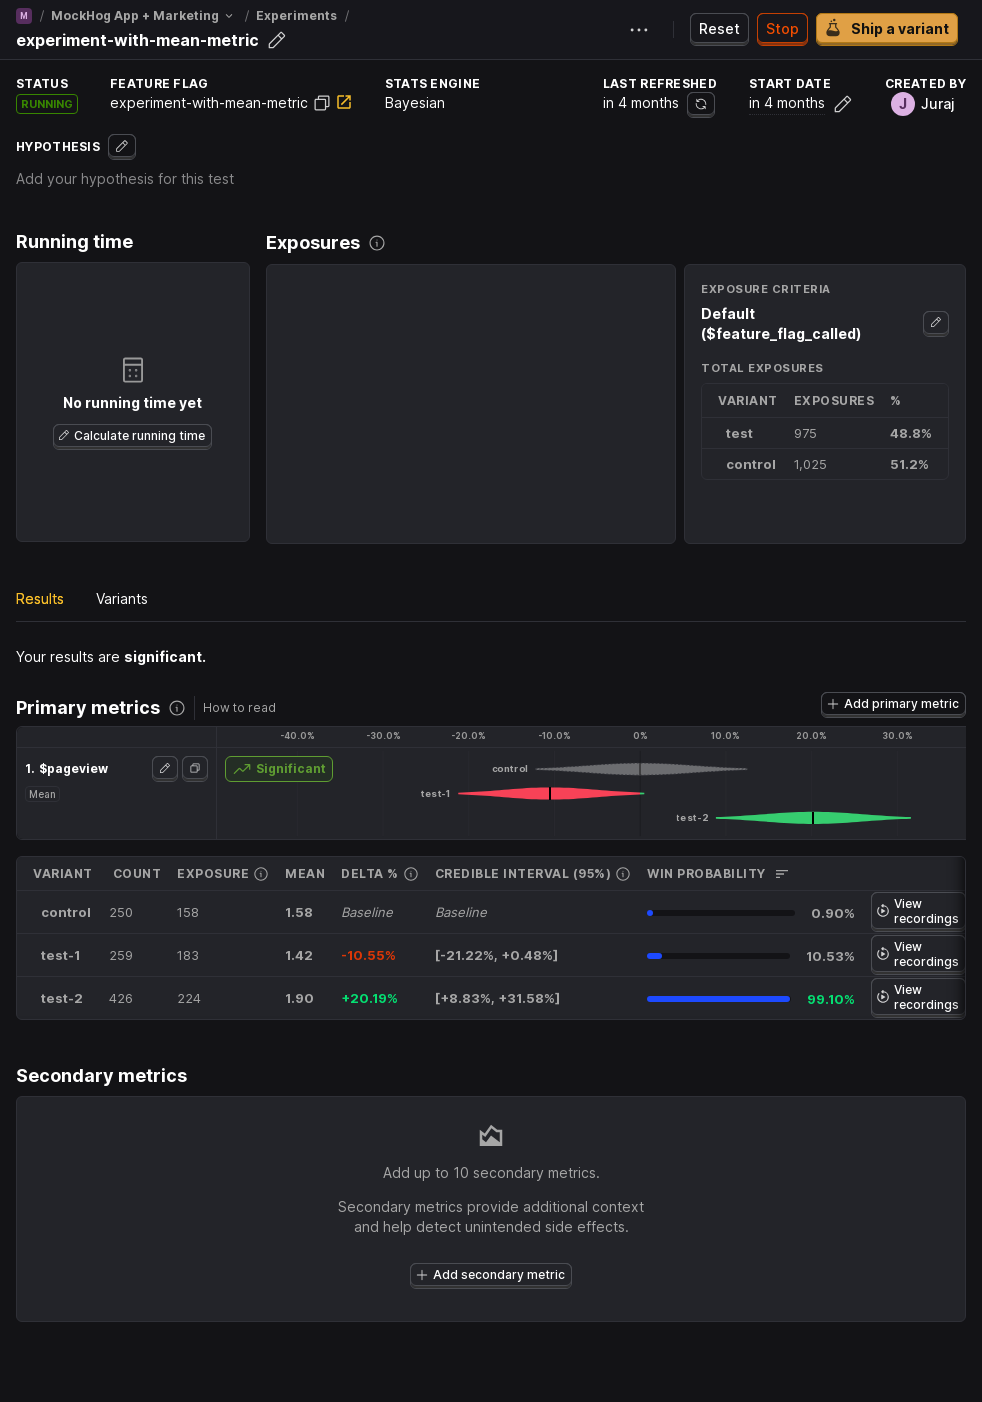 M / MockHog App + Marketing / Experiments /
experiment-with-mean-metric
Reset
Stop
Ship a variant
STATUS
RUNNING
FEATURE FLAG
experiment-with-mean-metric
STATS ENGINE
Bayesian
LAST REFRESHED
in 4 months
START DATE
in 4 months
CREATED BY
J Juraj
HYPOTHESIS
Add your hypothesis for this test
Running time
No running time yet
Calculate running time
Exposures
EXPOSURE CRITERIA
Default
($feature_flag_called)
TOTAL EXPOSURES
VARIANT EXPOSURES %
test 975 48.8%
control 1,025 51.2%
Results Variants
Your results are significant.
Primary metrics How to read
Add primary metric
-40.0% -30.0% -20.0% -10.0% 0% 10.0% 20.0% 30.0%
1. $pageview
Mean
Significant
control
test-1
test-2
VARIANT COUNT EXPOSURE MEAN DELTA % CREDIBLE INTERVAL (95%) WIN PROBABILITY
control 250 158 1.58 Baseline Baseline 0.90% View recordings
test-1 259 183 1.42 -10.55% [-21.22%, +0.48%] 10.53% View recordings
test-2 426 224 1.90 +20.19% [+8.83%, +31.58%] 99.10% View recordings
Secondary metrics
Add up to 10 secondary metrics.
Secondary metrics provide additional context
and help detect unintended side effects.
Add secondary metric